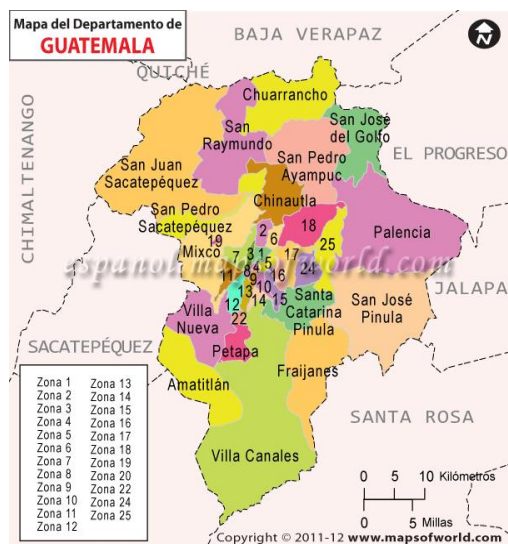 Mapa del Departamento de
GUATEMALA
BAJA VERAPAZ
N
QUICHÉ
Chuarrancho
CHIMALTENANGO
San
Raymundo
San José
del Golfo
EL PROGRESO
San Juan
Sacatepéquez
San Pedro
Ayampuc
Chinautla
San Pedro
Sacatepéquez
18
Palencia
2
6
25
19
Mixco
3
1
17
7
5
4
8
16
24
espanol.mapsofworld.com
11
9
10
JALAPA
13
12
14
15
Santa
Catarina
Pinula
San José
Pinula
Villa
Nueva
22
SACATEPÉQUEZ
Petapa
Fraijanes
Amatitlán
SANTA ROSA
Villa Canales
Zona 1
Zona 2
Zona 3
Zona 4
Zona 5
Zona 6
Zona 7
Zona 8
Zona 9
Zona 10
Zona 11
Zona 12
Zona 13
Zona 14
Zona 15
Zona 16
Zona 17
Zona 18
Zona 19
Zona 20
Zona 22
Zona 24
Zona 25
0 5 10 Kilómetros
0 5 Millas
Copyright © 2011-12 www.mapsofworld.com